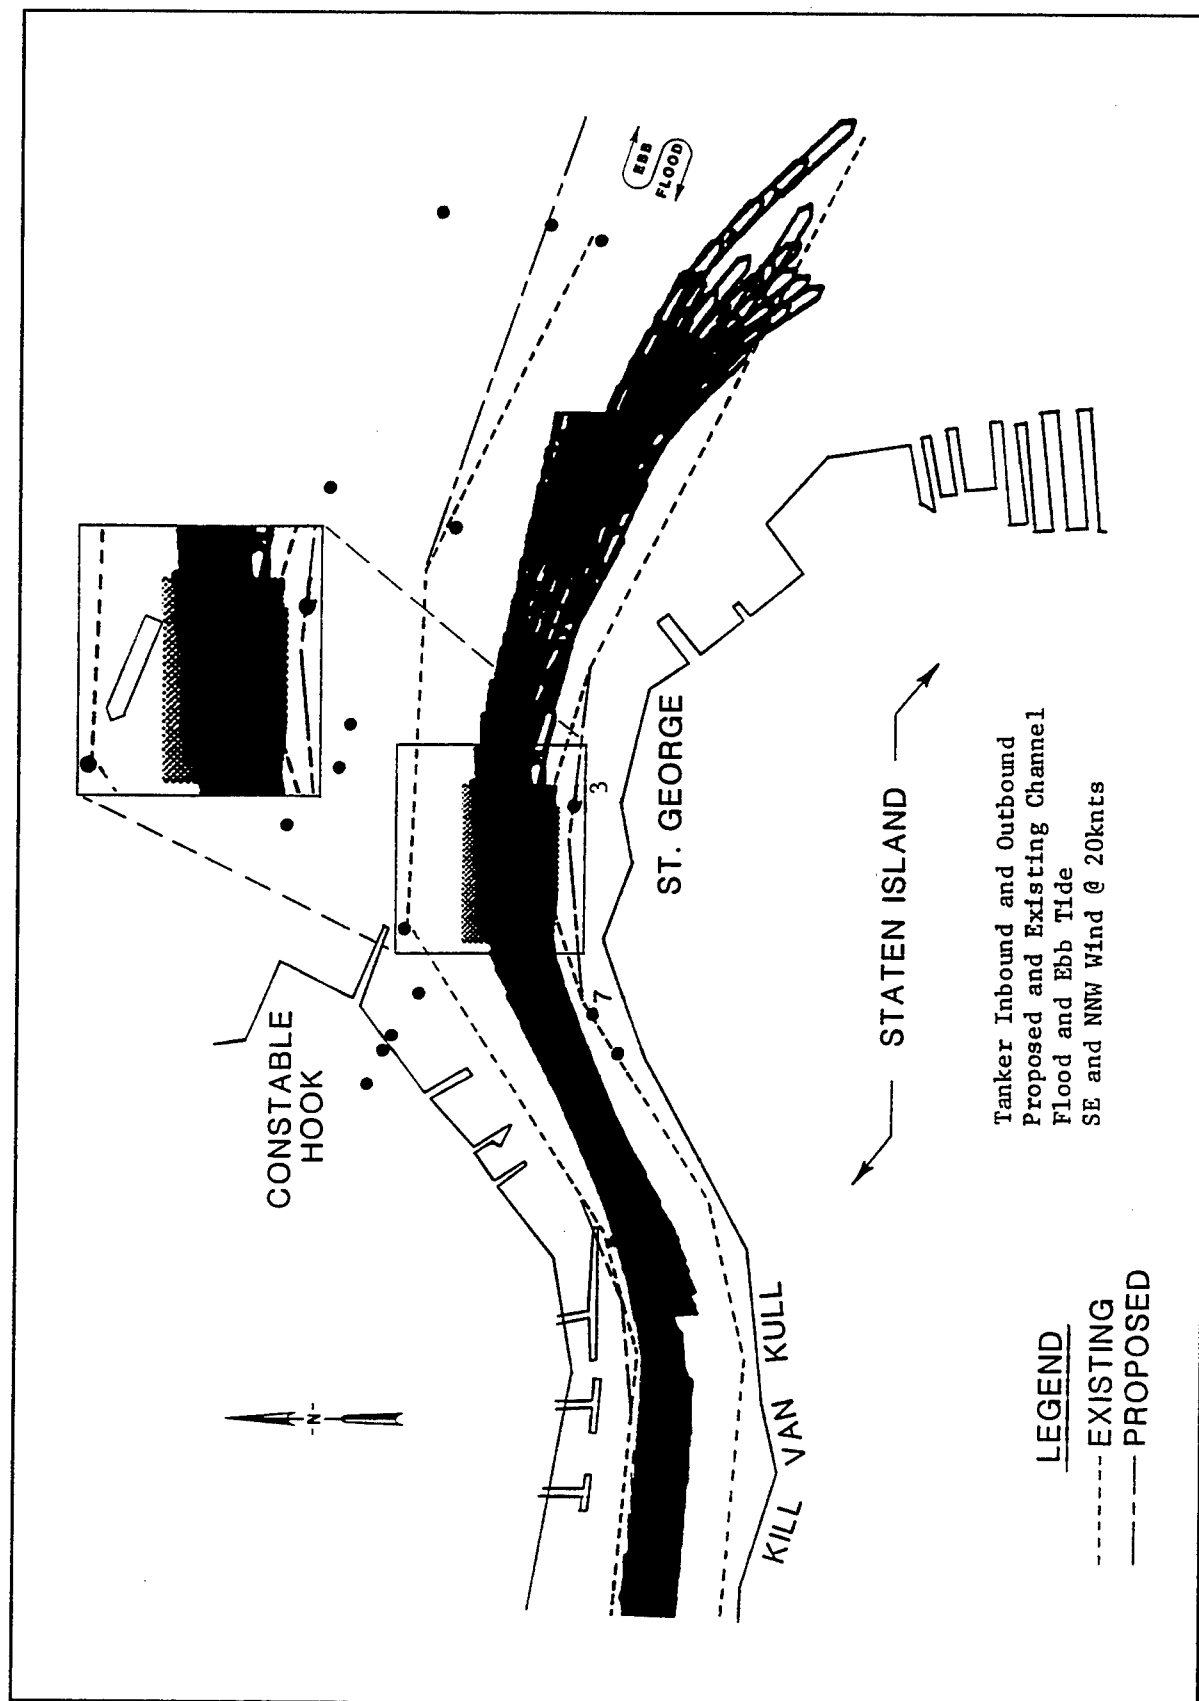 EBB
FLOOD
CONSTABLE
HOOK
3
7
ST. GEORGE
STATEN ISLAND
Tanker Inbound and Outbound
Proposed and Existing Channel
Flood and Ebb Tide
SE and NNW Wind @ 20knts
-N-
KILL VAN KULL
LEGEND
EXISTING
PROPOSED